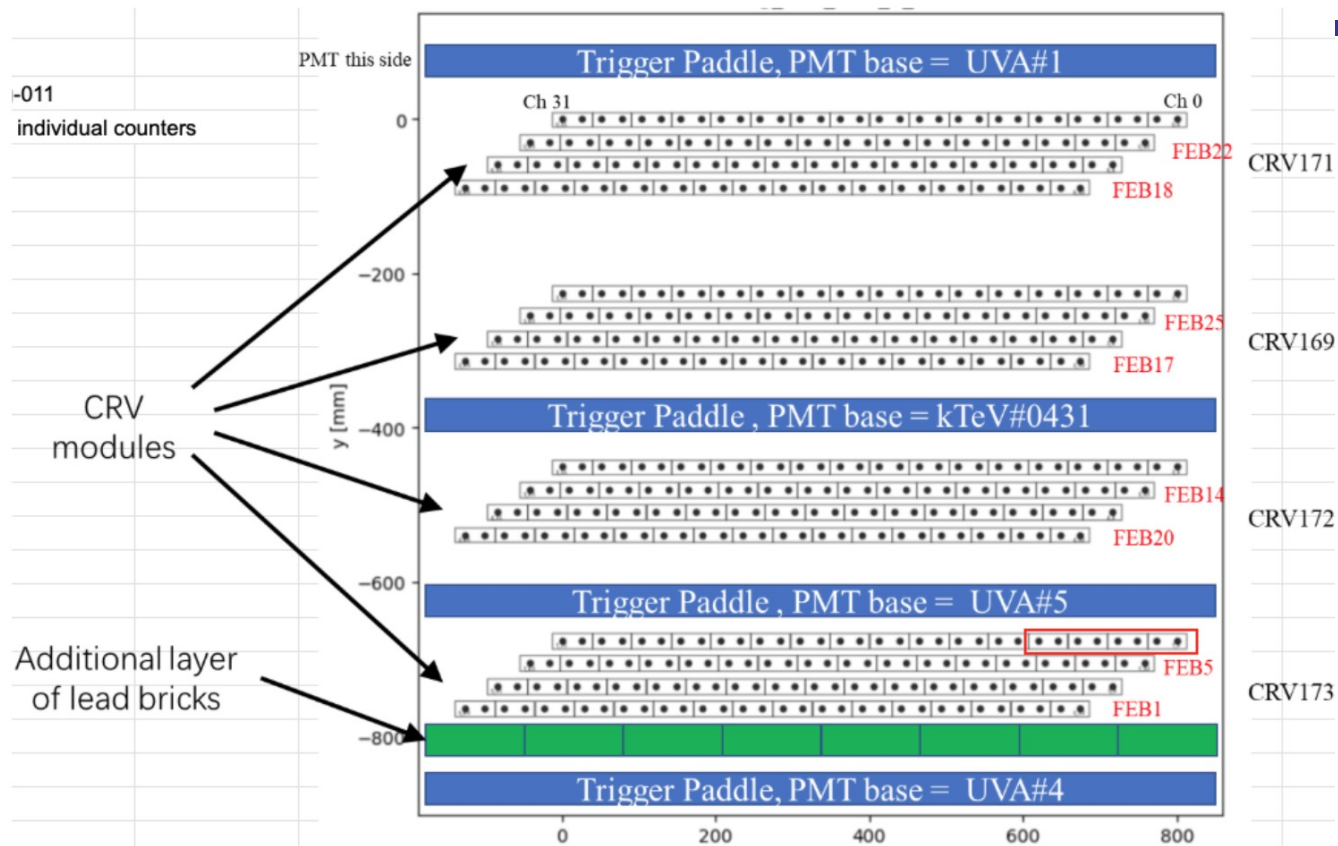 PMT this side
Trigger Paddle, PMT base = UVA#1
-011
individual counters
Ch 31
Ch 0
0
FEB22
CRV171
FEB18
−200
FEB25
CRV169
FEB17
CRV
modules
y [mm]
−400
Trigger Paddle , PMT base = kTeV#0431
FEB14
CRV172
FEB20
−600
Trigger Paddle , PMT base = UVA#5
Additional layer
of lead bricks
FEB5
CRV173
FEB1
−800
Trigger Paddle, PMT base = UVA#4
0
200
400
600
800